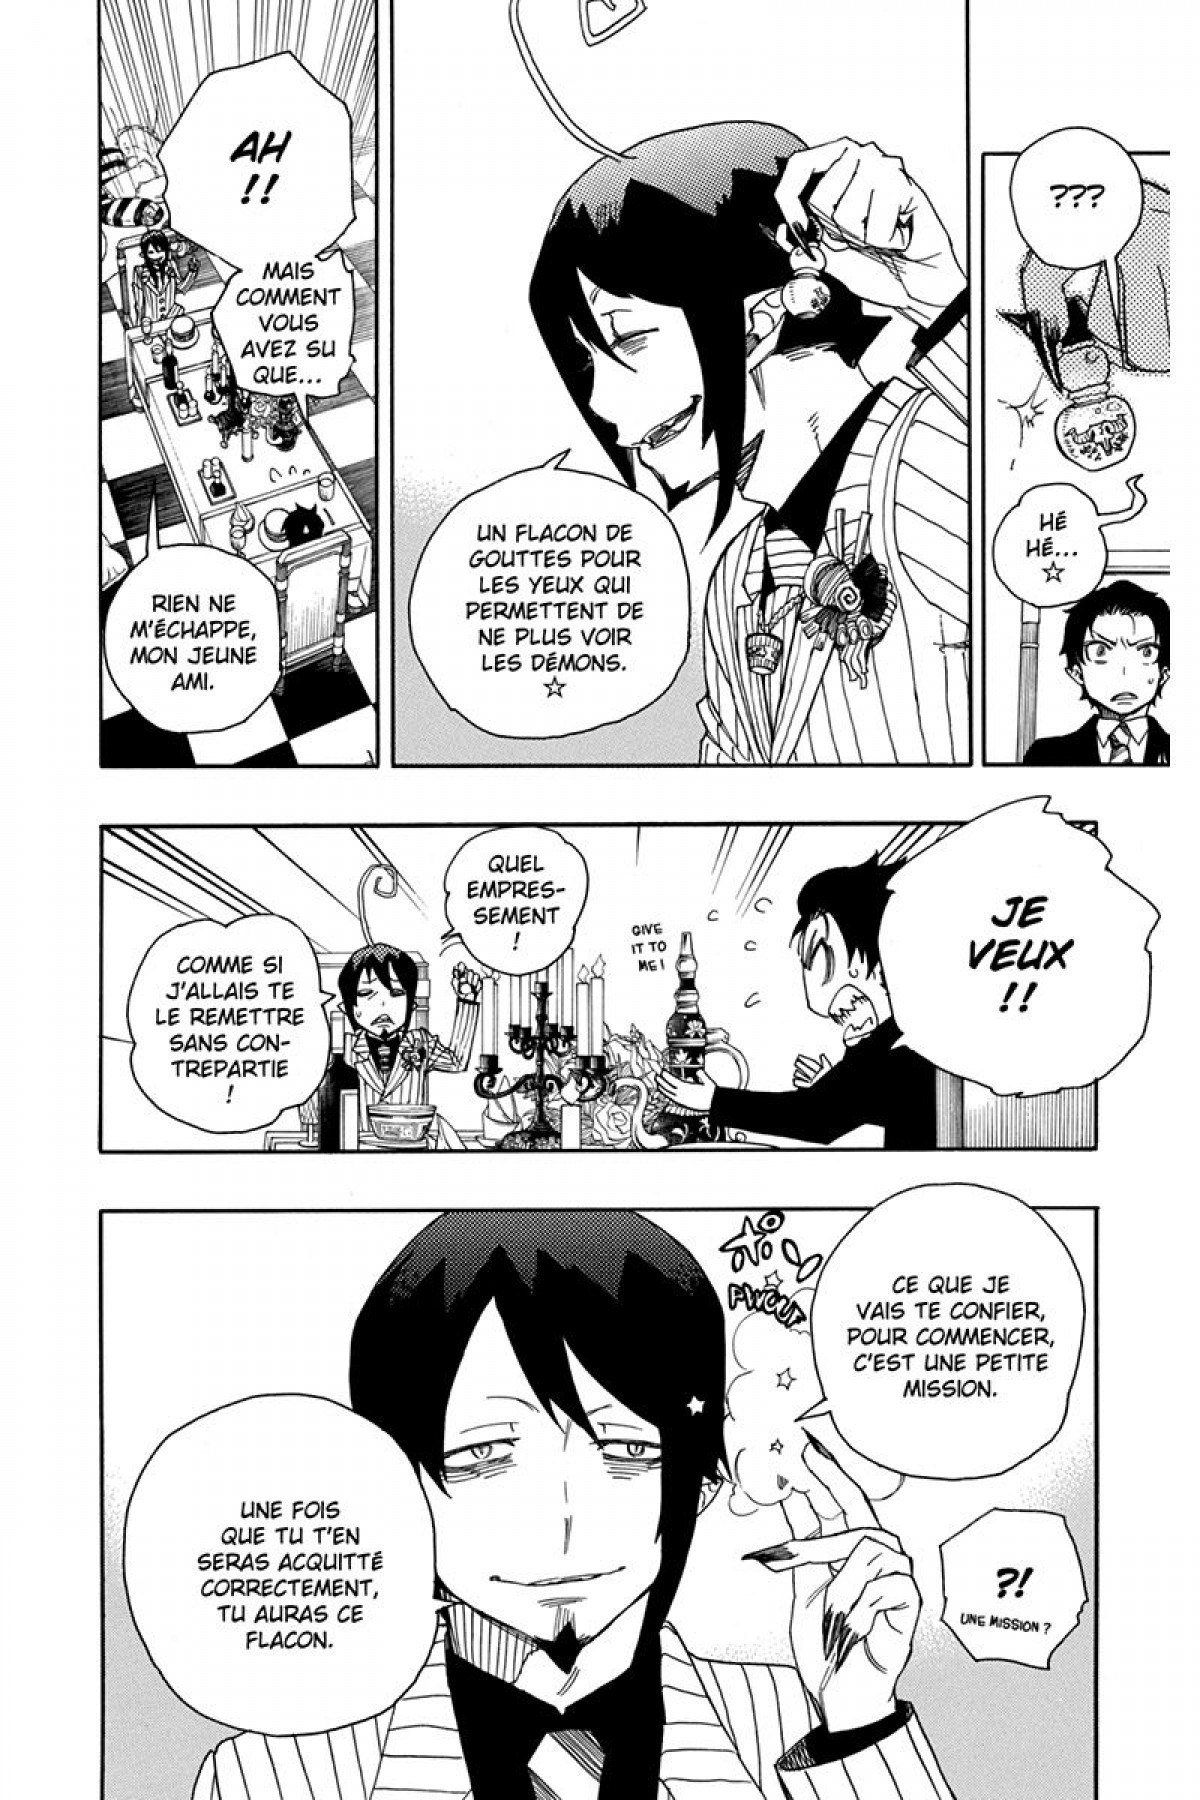 ???
HÉ
HÉ...
☆
UN FLACON DE
GOUTTES POUR
LES YEUX QUI
PERMETTENT DE
NE PLUS VOIR
LES DÉMONS.
☆
AH
!!
MAIS
COMMENT
VOUS
AVEZ SU
QUE...
RIEN NE
M'ÉCHAPPE,
MON JEUNE
AMI.
JE
VEUX
!!
GIVE
IT TO
ME!
QUEL
EMPRES-
SEMENT
!
COMME SI
J'ALLAIS TE
LE REMETTRE
SANS CON-
TREPARTIE
!
ポン
PWOUF
CE QUE JE
VAIS TE CONFIER,
POUR COMMENCER,
C'EST UNE PETITE
MISSION.
?!
UNE MISSION ?
UNE FOIS
QUE TU T'EN
SERAS ACQUITTÉ
CORRECTEMENT,
TU AURAS CE
FLACON.